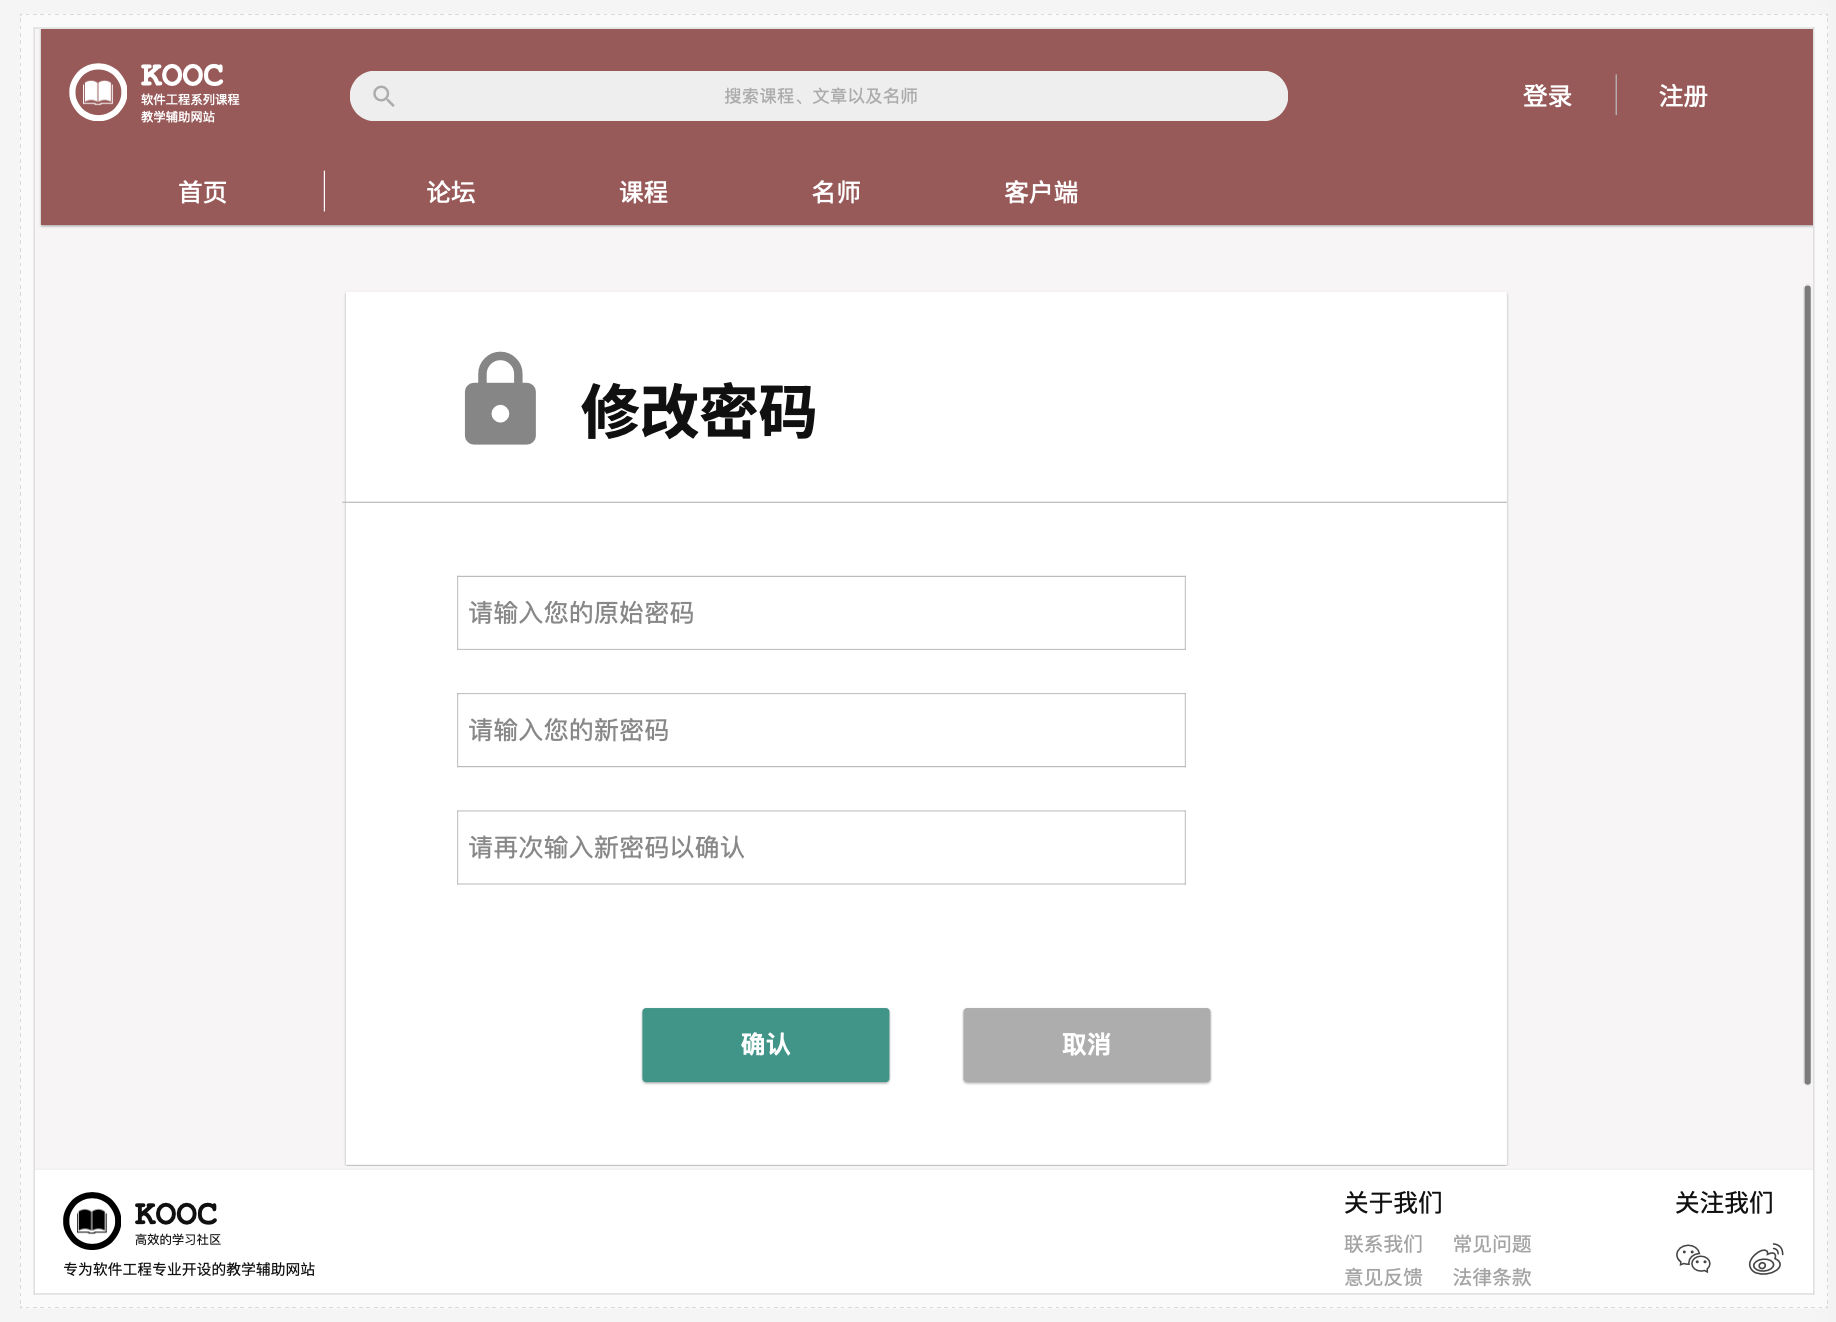 KOOC
软件工程系列课程
教学辅助网站
搜索课程、文章以及名师
登录
注册
首页
论坛
课程
名师
客户端
修改密码
请输入您的原始密码
请输入您的新密码
请再次输入新密码以确认
确认
取消
KOOC
高效的学习社区
专为软件工程专业开设的教学辅助网站
关于我们
联系我们 常见问题
意见反馈 法律条款
关注我们